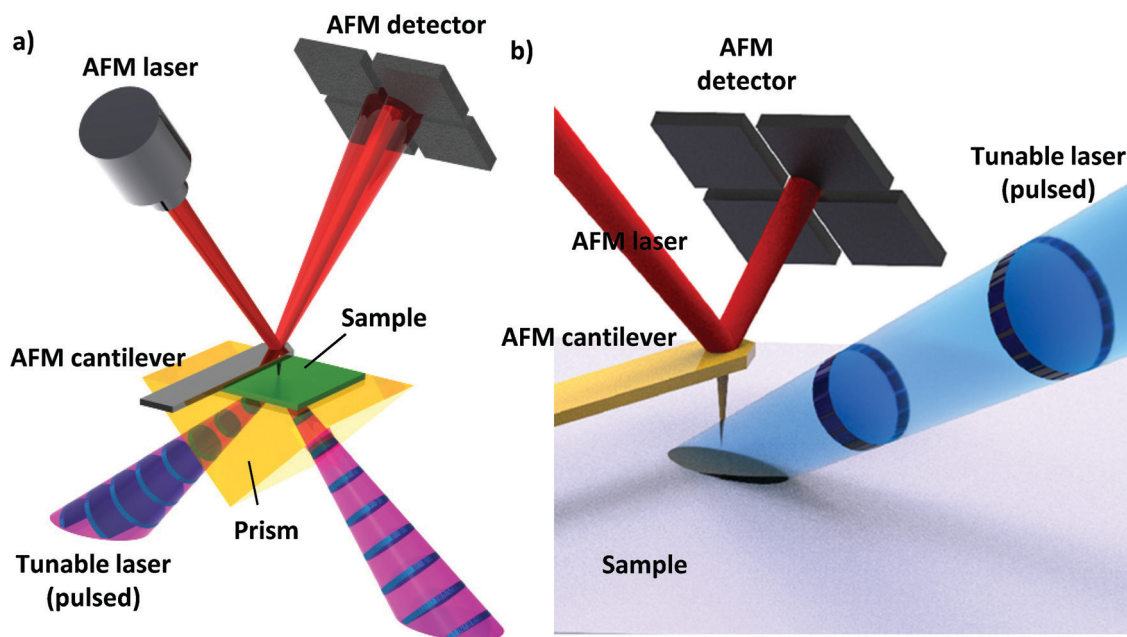 a)
AFM laser
AFM detector
Sample
AFM cantilever
Prism
Tunable laser
(pulsed)
b)
AFM
detector
Tunable laser
(pulsed)
AFM laser
AFM cantilever
Sample